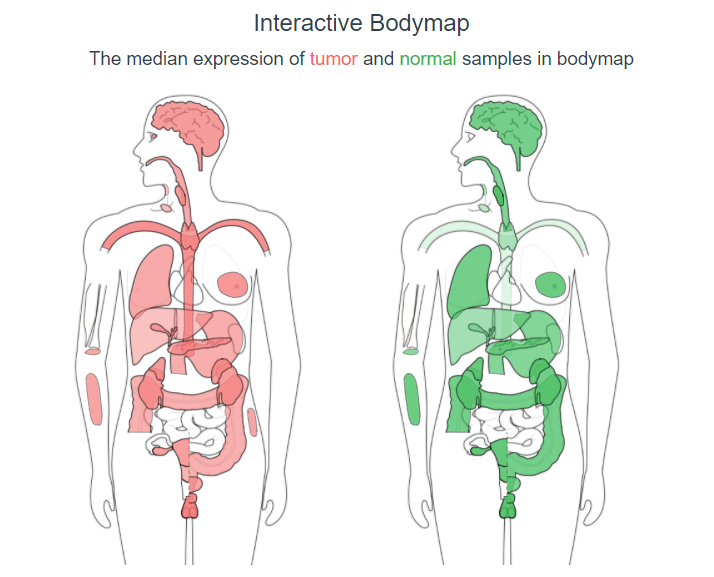 Interactive Bodymap
The median expression of tumor and normal samples in bodymap